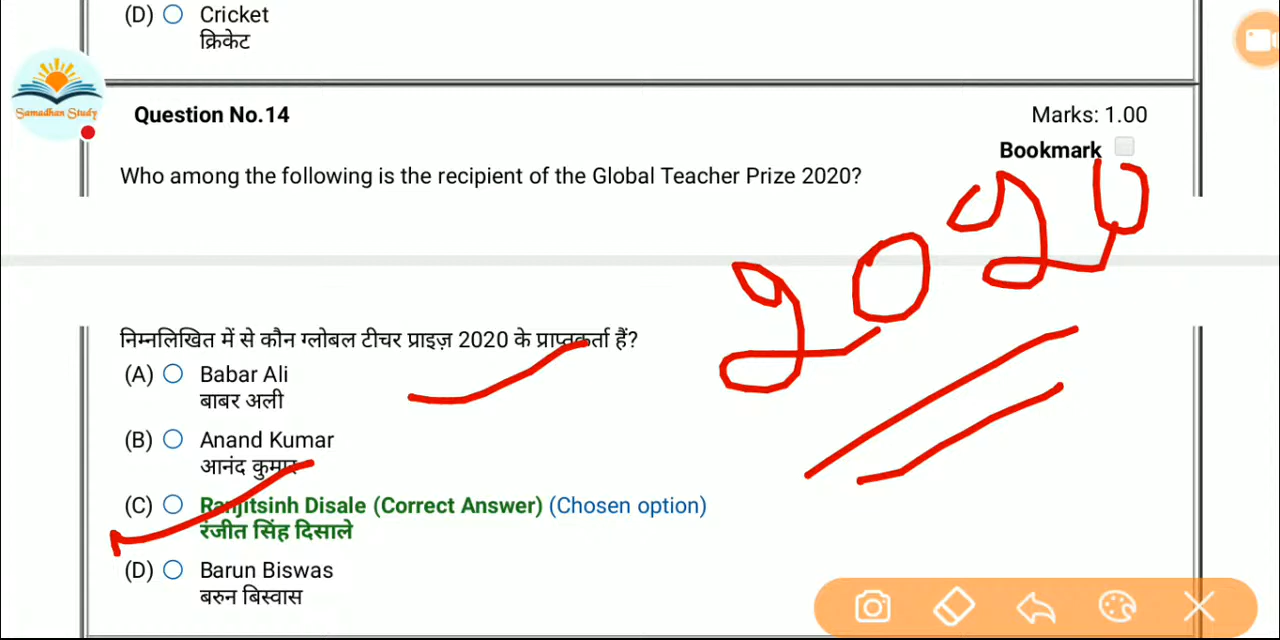 (D) Cricket
क्रिकेट
Samadhan Study
Question No.14
Marks: 1.00
Bookmark
Who among the following is the recipient of the Global Teacher Prize 2020?
2020
निम्नलिखित में से कौन ग्लोबल टीचर प्राइज़ 2020 के प्राप्तकर्ता हैं?
(A) Babar Ali
बाबर अली
(B) Anand Kumar
आनंद कुमार
(C) Ranjitsinh Disale (Correct Answer) (Chosen option)
रंजीत सिंह दिसाले
(D) Barun Biswas
बरुन बिस्वास